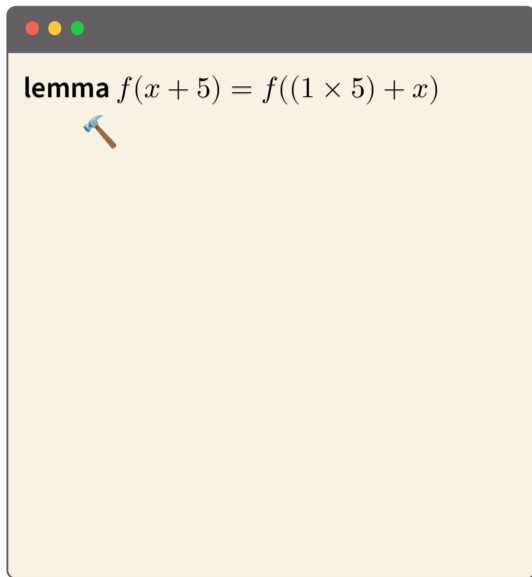 lemma f(x + 5) = f((1 × 5) + x)